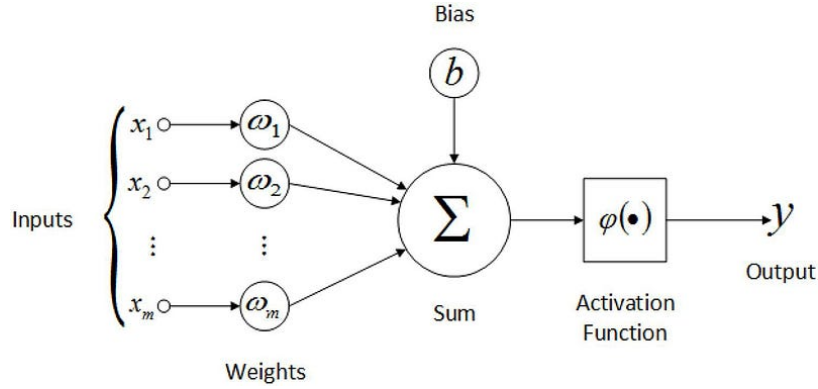 Bias
b
x₁ ω₁
x₂ ω₂
Inputs
⋮ ⋮
Σ
φ(•)
y
Output
xₘ ωₘ
Sum
Activation
Function
Weights